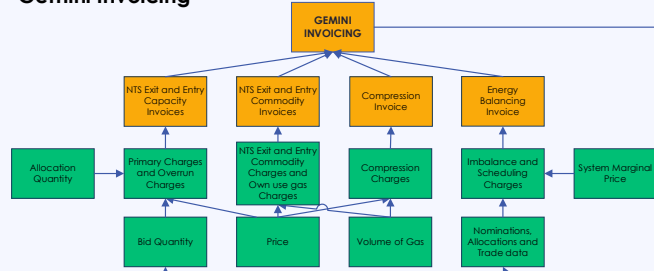 Gemini Invoicing
GEMINI
INVOICING
NTS Exit and Entry
Capacity
Invoices
NTS Exit and Entry
Commodity
Invoices
Compression
Invoice
Energy
Balancing
Invoice
Allocation
Quantity
Primary Charges
and Overrun
Charges
NTS Exit and Entry
Commodity
Charges and
Own use gas
Charges
Compression
Charges
Imbalance and
Scheduling
Charges
System Marginal
Price
Bid Quantity
Price
Volume of Gas
Nominations,
Allocations and
Trade data